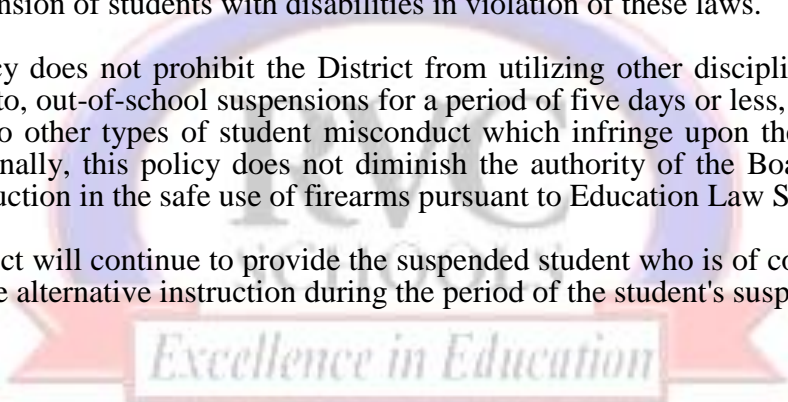 nsion of students with disabilities in violation of these laws.
cy does not prohibit the District from utilizing other discipli
to, out-of-school suspensions for a period of five days or less,
o other types of student misconduct which infringe upon the
nally, this policy does not diminish the authority of the Boa
uction in the safe use of firearms pursuant to Education Law S
ct will continue to provide the suspended student who is of co
e alternative instruction during the period of the student's susp
RVC
SCHOOLS
Excellence in Education